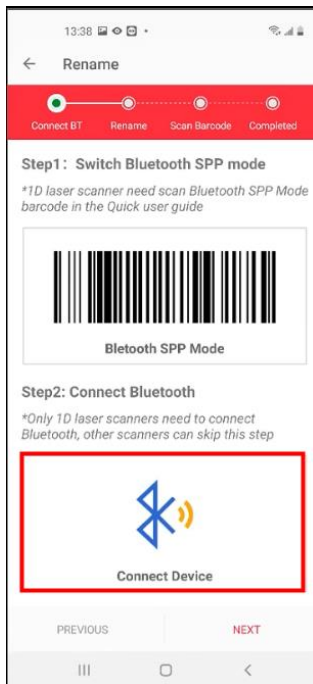 13:38
Rename
Connect BT Rename Scan Barcode Completed
Step1: Switch Bluetooth SPP mode
*1D laser scanner need scan Bluetooth SPP Mode
barcode in the Quick user guide
Bletooth SPP Mode
Step2: Connect Bluetooth
*Only 1D laser scanners need to connect
Bluetooth, other scanners can skip this step
Connect Device
PREVIOUS NEXT